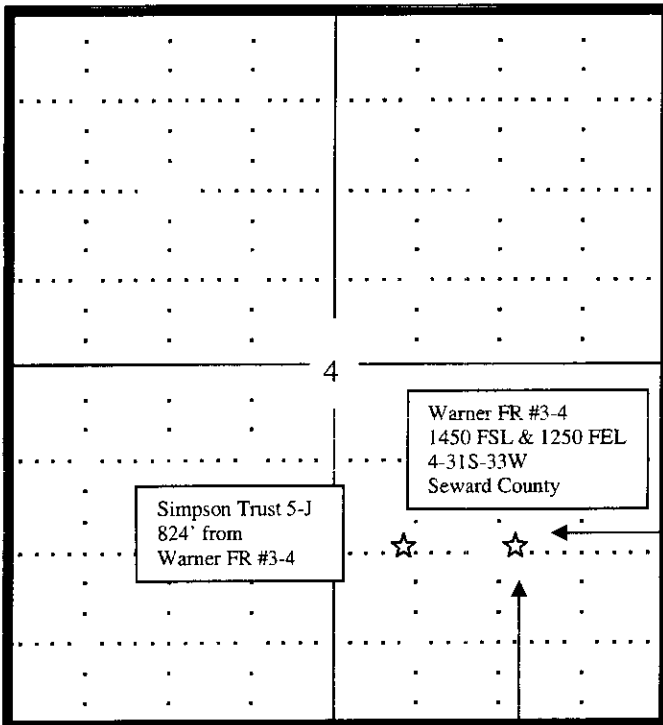 4
Warner FR #3-4
1450 FSL & 1250 FEL
4-31S-33W
Seward County
Simpson Trust 5-J
824' from
Warner FR #3-4